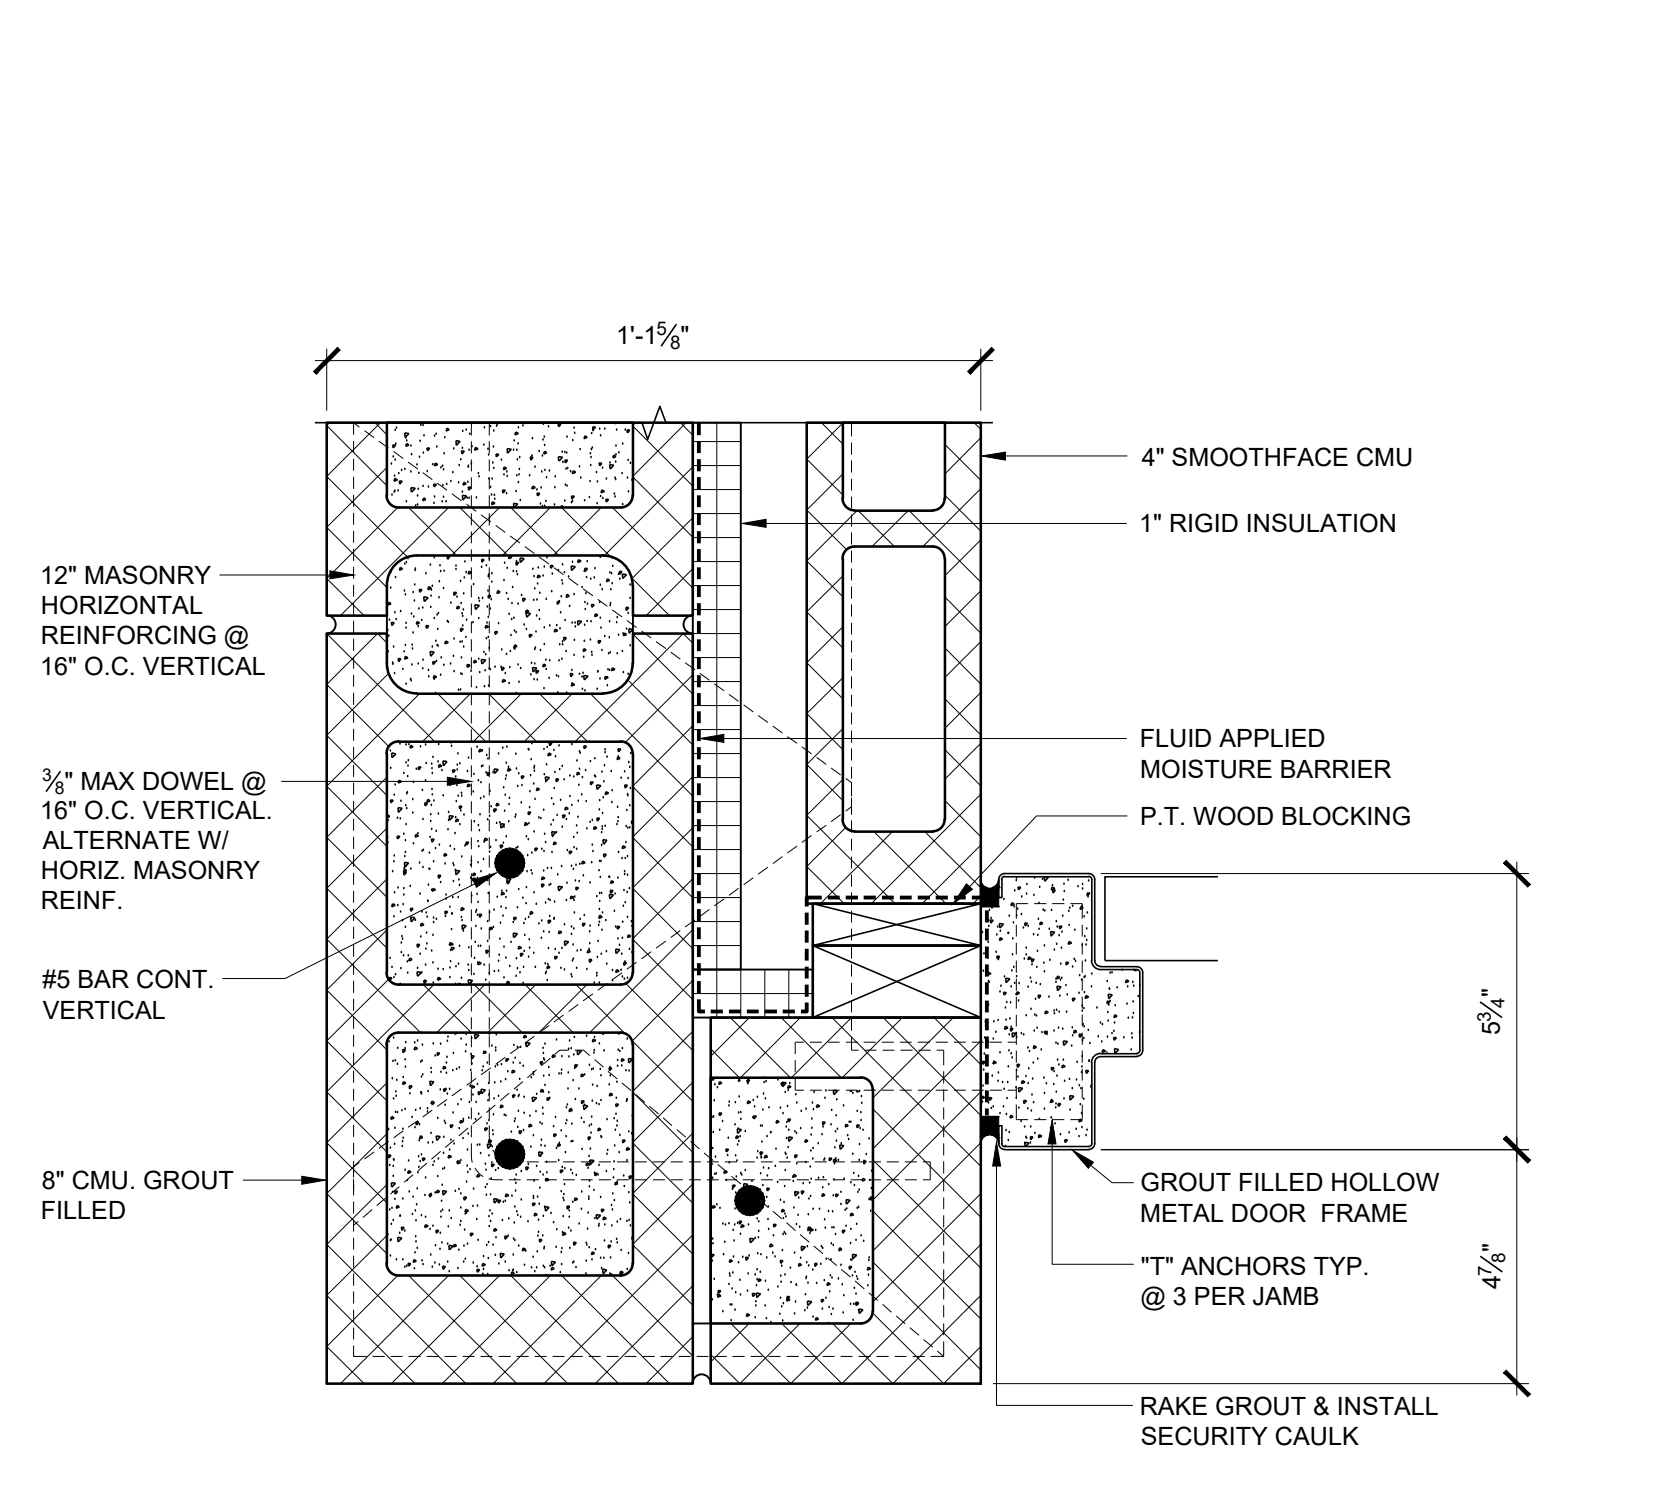 1'-1⅝"
4" SMOOTHFACE CMU
1" RIGID INSULATION
12" MASONRY
HORIZONTAL
REINFORCING @
16" O.C. VERTICAL
FLUID APPLIED
MOISTURE BARRIER
⅜" MAX DOWEL @
16" O.C. VERTICAL.
ALTERNATE W/
HORIZ. MASONRY
REINF.
P.T. WOOD BLOCKING
#5 BAR CONT.
VERTICAL
5¾"
8" CMU. GROUT
FILLED
GROUT FILLED HOLLOW
METAL DOOR  FRAME
"T" ANCHORS TYP.
@ 3 PER JAMB
4⅞"
RAKE GROUT & INSTALL
SECURITY CAULK